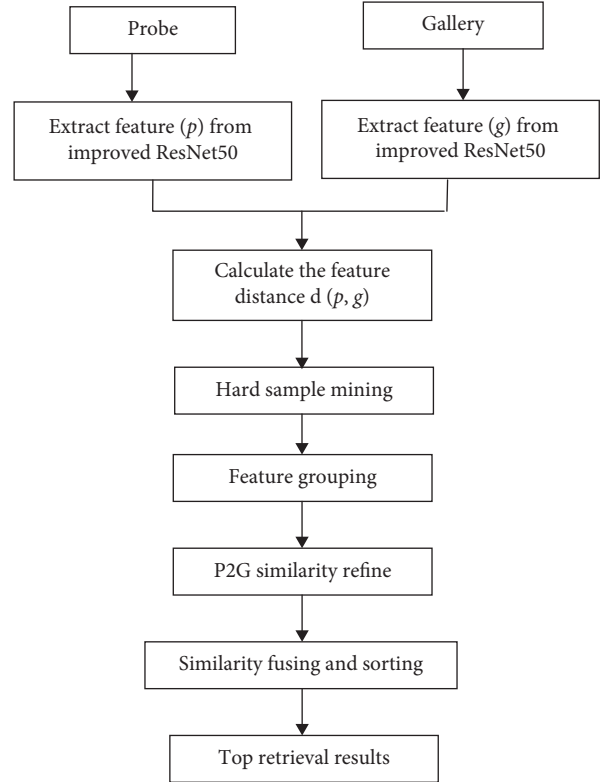 Probe
Gallery
Extract feature (p) from
improved ResNet50
Extract feature (g) from
improved ResNet50
Calculate the feature
distance d (p, g)
Hard sample mining
Feature grouping
P2G similarity refine
Similarity fusing and sorting
Top retrieval results